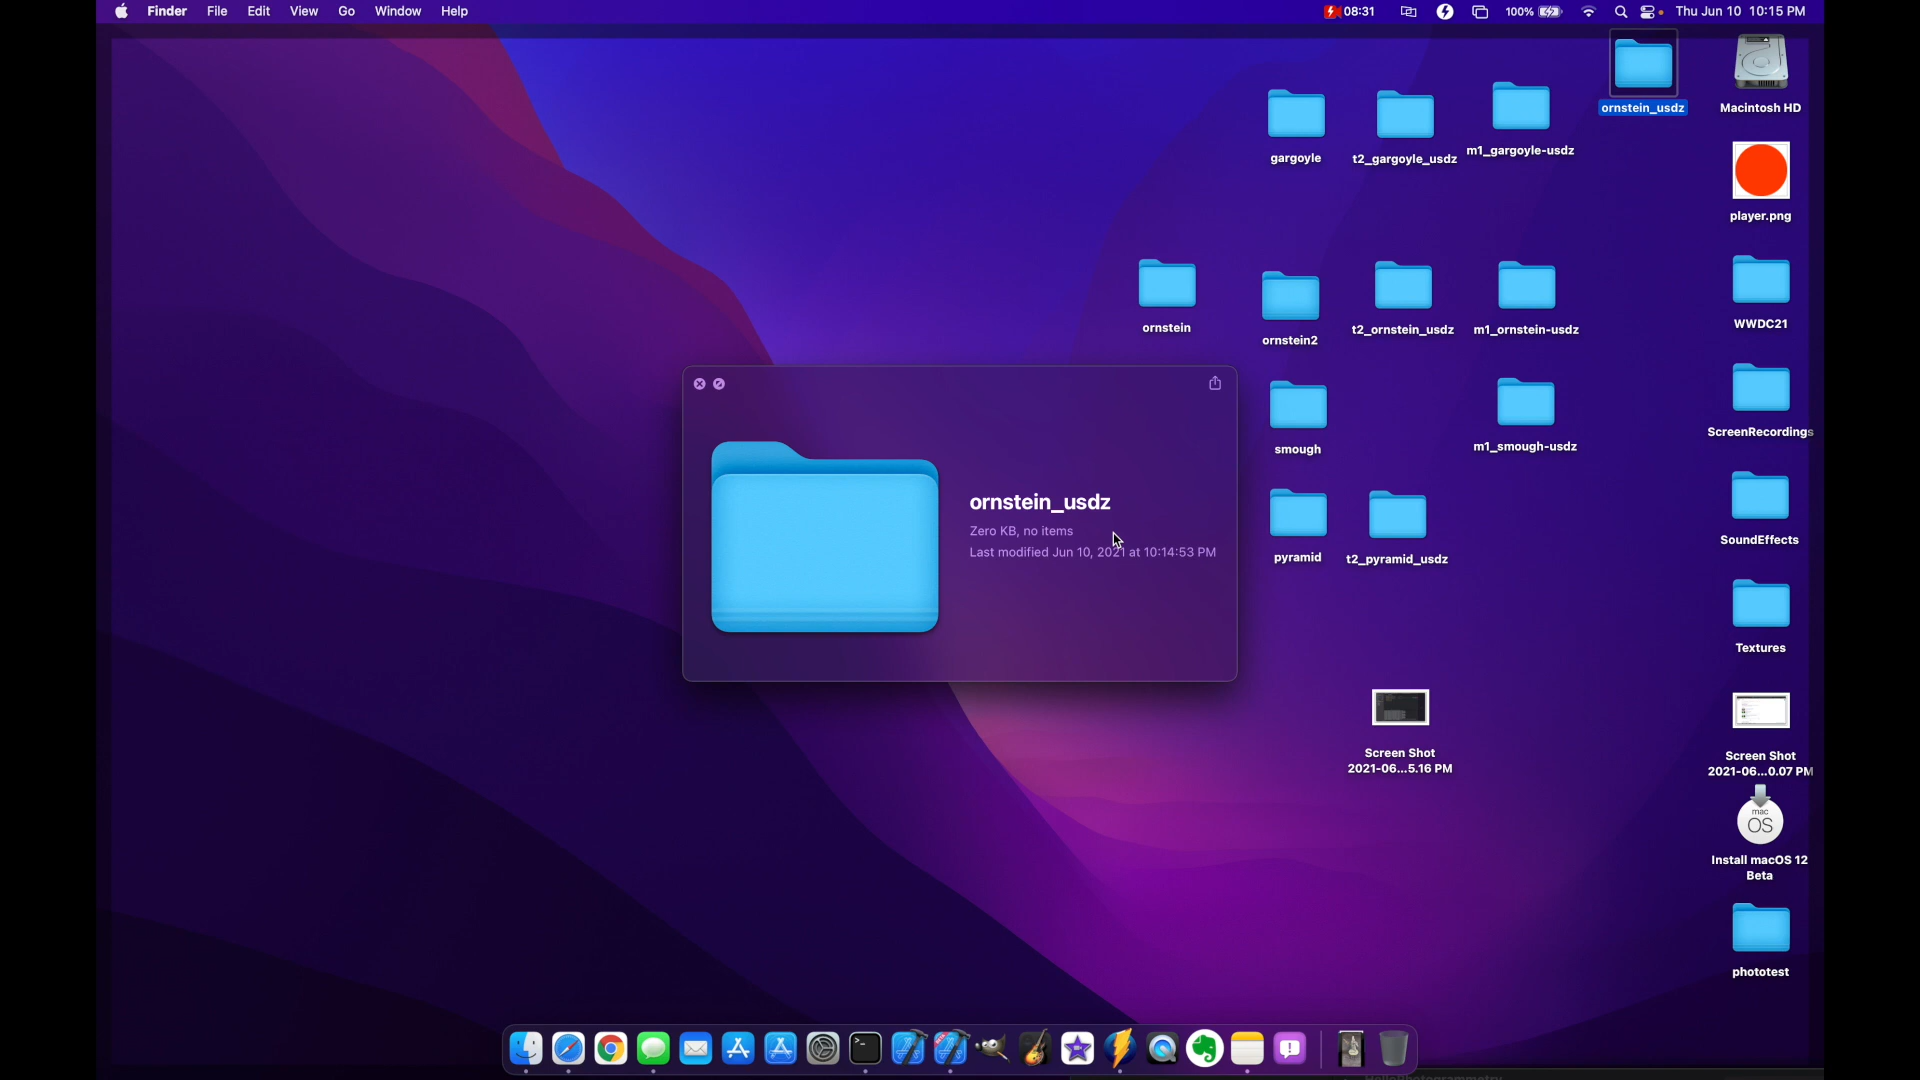 Finder File Edit View Go Window Help
08:31 100% Thu Jun 10 10:15 PM
ornstein_usdz
Macintosh HD
gargoyle
t2_gargoyle_usdz
m1_gargoyle-usdz
player.png
ornstein
ornstein2
t2_ornstein_usdz
m1_ornstein-usdz
WWDC21
smough
m1_smough-usdz
ScreenRecordings
ornstein_usdz
Zero KB, no items
Last modified Jun 10, 2021 at 10:14:53 PM
pyramid
t2_pyramid_usdz
SoundEffects
Textures
Screen Shot
2021-06...5.16 PM
Screen Shot
2021-06...0.07 PM
mac
OS
Install macOS 12
Beta
phototest
HelloPhotogrammetry